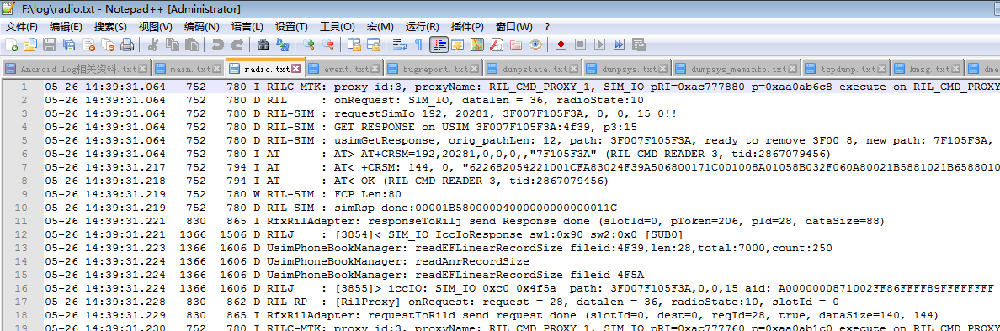 F:\log\radio.txt - Notepad++ [Administrator]
文件(F) 编辑(E) 搜索(S) 视图(V) 编码(N) 语言(L) 设置(T) 工具(O) 宏(M) 运行(R) 插件(P) 窗口(W) ?
Android log相关资料.txt main.txt radio.txt event.txt bugreport.txt dumpstate.txt dumpsys.txt dumpsys_meminfo.txt tcpdump.txt kmsg.txt dme
1 05-26 14:39:31.064 752 780 I RILC-MTK: proxy id:3, proxyName: RIL_CMD_PROXY_1, SIM_IO pRI=0xac777880 p=0xaa0ab6c8 execute on RIL_CMD_PROXY
2 05-26 14:39:31.064 752 780 D RIL : onRequest: SIM_IO, datalen = 36, radioState:10
3 05-26 14:39:31.064 752 780 D RIL-SIM : requestSimIo 192, 20281, 3F007F105F3A, 0, 0, 15 0!!
4 05-26 14:39:31.064 752 780 D RIL-SIM : GET RESPONSE on USIM 3F007F105F3A:4f39, p3:15
5 05-26 14:39:31.064 752 780 D RIL-SIM : usimGetResponse, orig_pathLen: 12, path: 3F007F105F3A, ready to remove 3F00 8, new path: 7F105F3A,
6 05-26 14:39:31.064 752 780 I AT : AT> AT+CRSM=192,20281,0,0,0,,"7F105F3A" (RIL_CMD_READER_3, tid:2867079456)
7 05-26 14:39:31.217 752 794 I AT : AT< +CRSM: 144, 0, "622682054221001CFA83024F39A506800171C001008A01058B032F060A80021B5881021B6588010
8 05-26 14:39:31.218 752 794 I AT : AT< OK (RIL_CMD_READER_3, tid:2867079456)
9 05-26 14:39:31.219 752 780 W RIL-SIM : FCP Len:80
10 05-26 14:39:31.219 752 780 D RIL-SIM : simRsp done:00001B58000004000000000000011C
11 05-26 14:39:31.221 830 865 I RfxRilAdapter: responseToRilj send Response done (slotId=0, pToken=206, pId=28, dataSize=88)
12 05-26 14:39:31.221 1366 1506 D RILJ : [3854]< SIM_IO IccIoResponse sw1:0x90 sw2:0x0 [SUB0]
13 05-26 14:39:31.223 1366 1606 D UsimPhoneBookManager: readEFLinearRecordSize fileid:4F39,len:28,total:7000,count:250
14 05-26 14:39:31.224 1366 1606 D UsimPhoneBookManager: readAnrRecordSize
15 05-26 14:39:31.224 1366 1606 D UsimPhoneBookManager: readEFLinearRecordSize fileid 4F5A
16 05-26 14:39:31.224 1366 1606 D RILJ : [3855]> iccIO: SIM_IO 0xc0 0x4f5a path: 3F007F105F3A,0,0,15 aid: A0000000871002FF86FFFF89FFFFFFFF
17 05-26 14:39:31.228 830 862 D RIL-RP : [RilProxy] onRequest: request = 28, datalen = 36, radioState:10, slotId = 0
18 05-26 14:39:31.229 830 865 I RfxRilAdapter: requestToRild send request done (slotId=0, dest=0, reqId=28, true, dataSize=140, 144)
19 05-26 14:39:31.230 752 780 I RILC-MTK: proxy id:3, proxyName: RIL_CMD_PROXY_1, SIM_IO pRI=0xac777760 p=0xaa0ab1c0 execute on RIL_CMD_PROXY